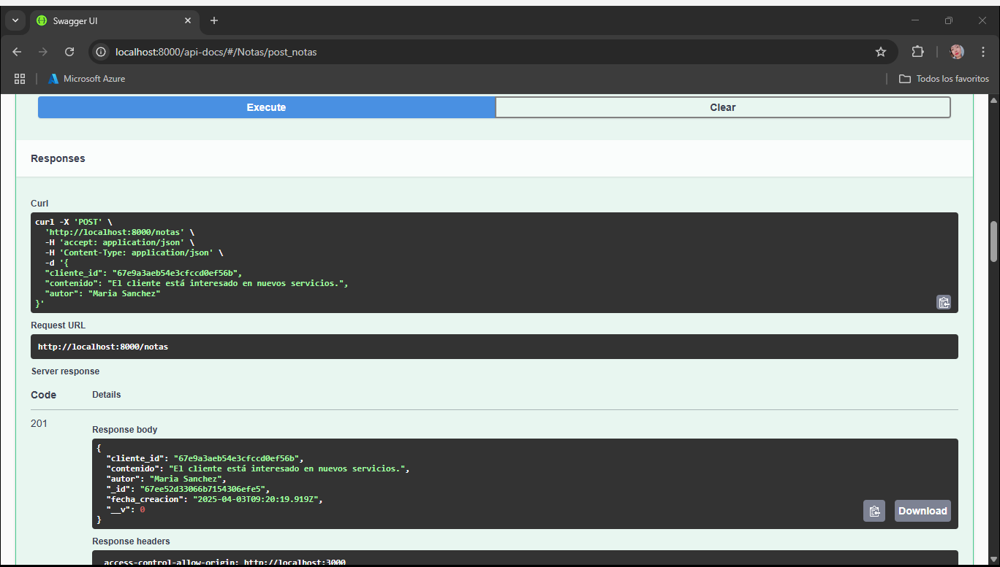 Swagger UI
localhost:8000/api-docs/#/Notas/post_notas
Microsoft Azure
Todos los favoritos
Execute
Clear
Responses
Curl
curl -X 'POST' \
'http://localhost:8000/notas' \
-H 'accept: application/json' \
-H 'Content-Type: application/json' \
-d '{
"cliente_id": "67e9a3aeb54e3cfccd0ef56b",
"contenido": "El cliente está interesado en nuevos servicios.",
"autor": "Maria Sanchez"
}'
Request URL
http://localhost:8000/notas
Server response
Code Details
201
Response body
{
"cliente_id": "67e9a3aeb54e3cfccd0ef56b",
"contenido": "El cliente está interesado en nuevos servicios.",
"autor": "Maria Sanchez",
"_id": "67ee52d33066b7154306efe5",
"fecha_creacion": "2025-04-03T09:20:19.919Z",
"__v": 0
}
Download
Response headers
access-control-allow-origin: http://localhost:3000